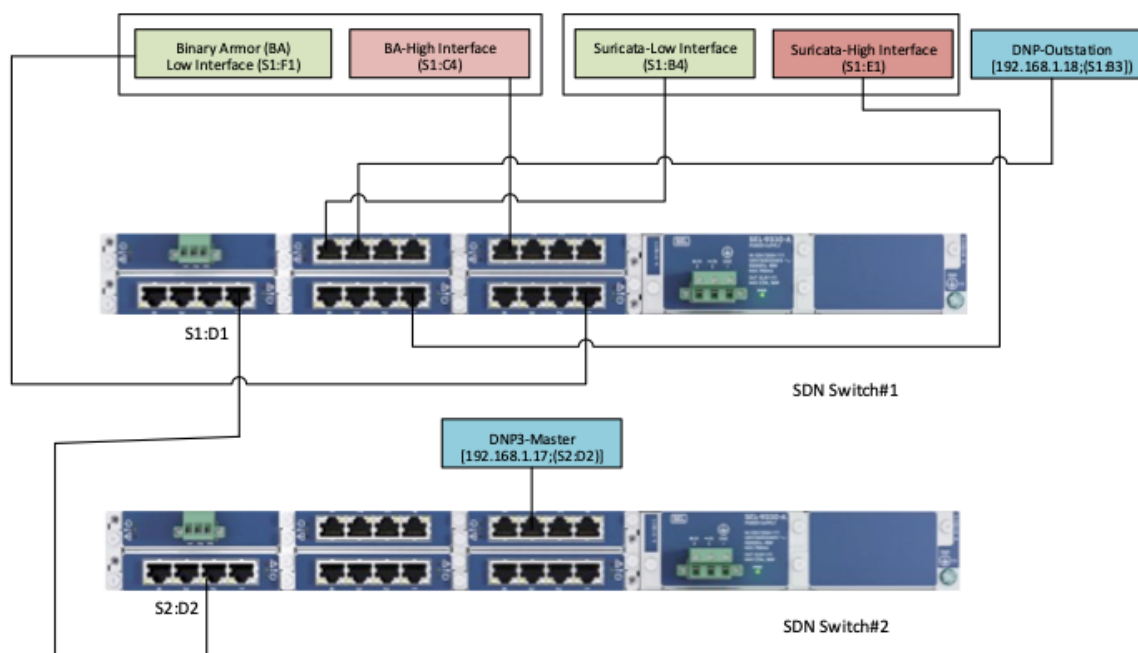 Binary Armor (BA)
Low Interface (S1:F1)
BA-High Interface
(S1:C4)
Suricata-Low Interface
(S1:B4)
Suricata-High Interface
(S1:E1)
DNP-Outstation
[192.168.1.18;(S1:B3])
S1:D1
SDN Switch#1
DNP3-Master
[192.168.1.17;(S2:D2)]
S2:D2
SDN Switch#2